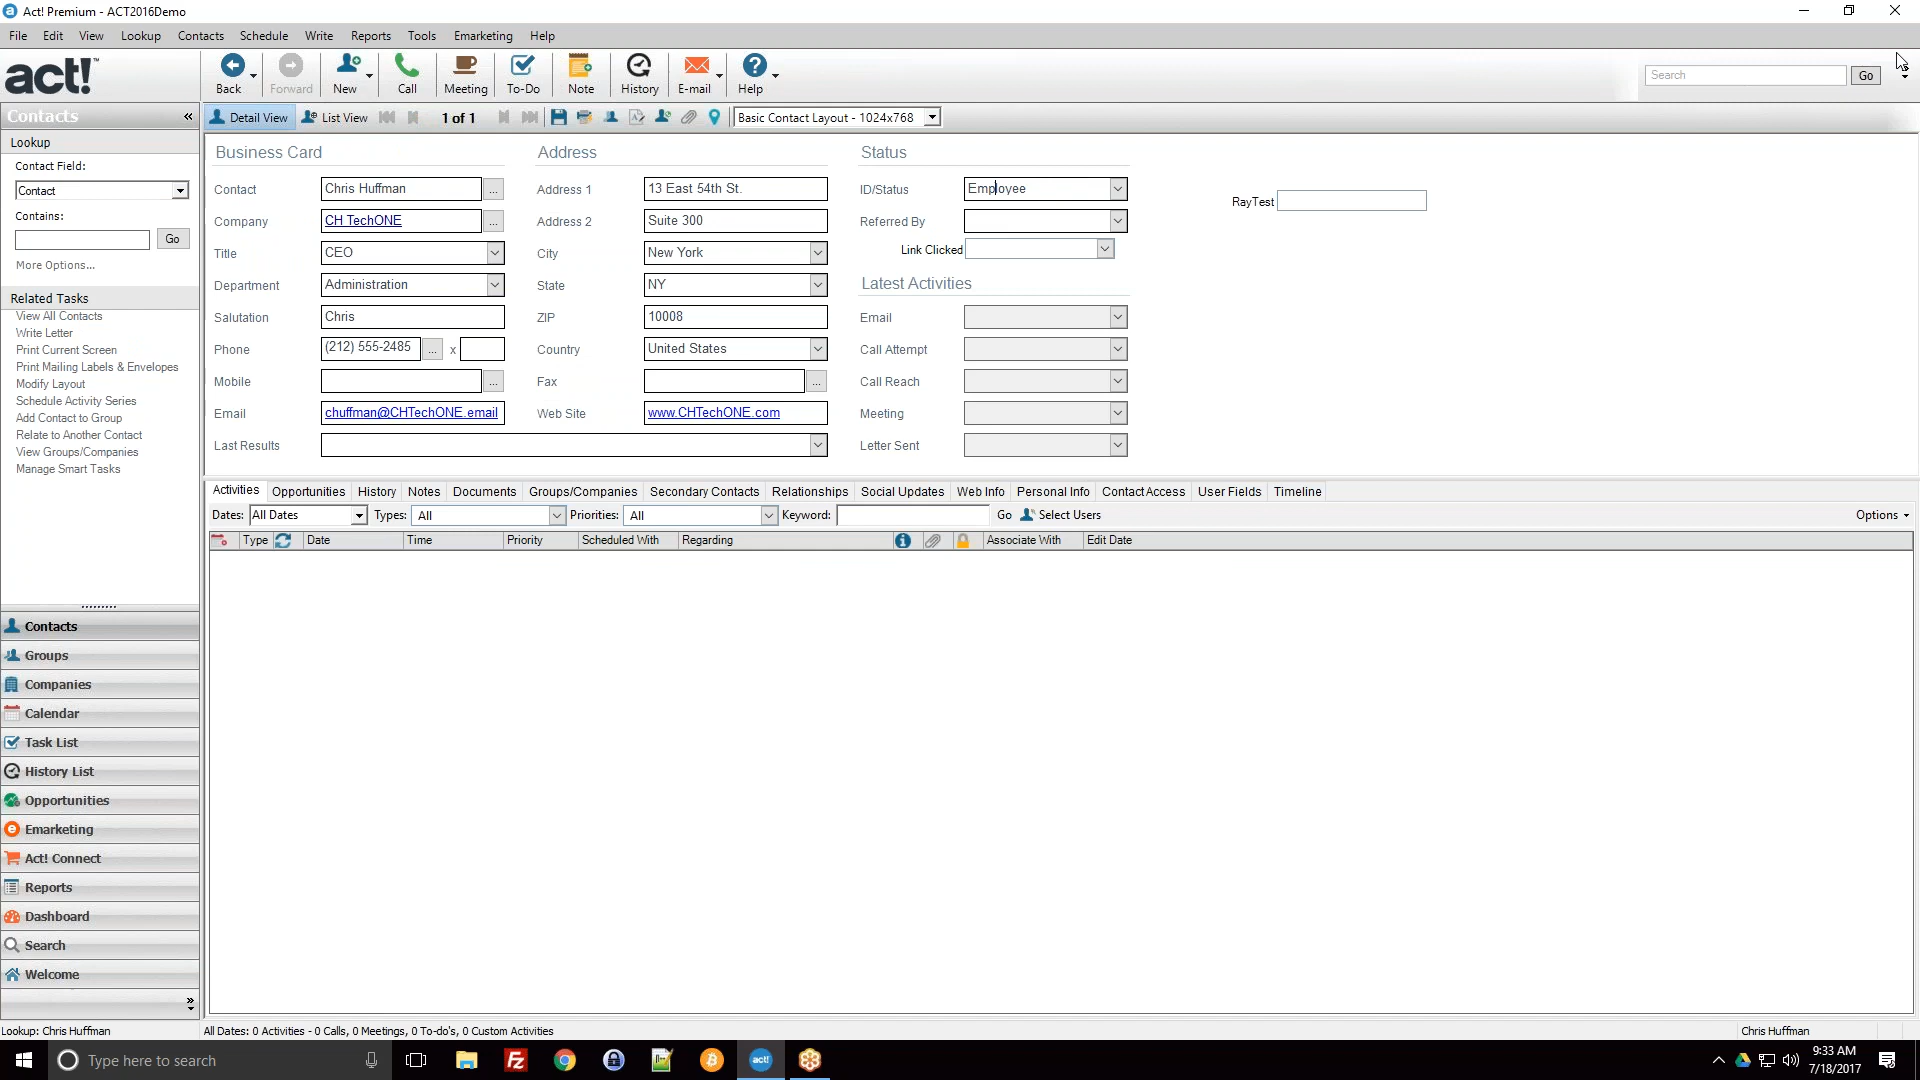 Act! Premium - ACT2016Demo
File Edit View Lookup Contacts Schedule Write Reports Tools Emarketing Help
act!™
Back Forward New Call Meeting To-Do Note History E-mail Help
Search Go
Contacts «
Detail View List View 1 of 1 Basic Contact Layout - 1024x768
Lookup
Contact Field:
Contact
Contains:
Go
More Options...
Related Tasks
View All Contacts
Write Letter
Print Current Screen
Print Mailing Labels & Envelopes
Modify Layout
Schedule Activity Series
Add Contact to Group
Relate to Another Contact
View Groups/Companies
Manage Smart Tasks
Contacts
Groups
Companies
Calendar
Task List
History List
Opportunities
Emarketing
Act! Connect
Reports
Dashboard
Search
Welcome
Business Card
Contact Chris Huffman ...
Company CH TechONE ...
Title CEO
Department Administration
Salutation Chris
Phone (212) 555-2485 ... x
Mobile ...
Email chuffman@CHTechONE.email
Last Results
Address
Address 1 13 East 54th St.
Address 2 Suite 300
City New York
State NY
ZIP 10008
Country United States
Fax ...
Web Site www.CHTechONE.com
Status
ID/Status Employee
Referred By
Link Clicked
Latest Activities
Email
Call Attempt
Call Reach
Meeting
Letter Sent
RayTest
Activities Opportunities History Notes Documents Groups/Companies Secondary Contacts Relationships Social Updates Web Info Personal Info Contact Access User Fields Timeline
Dates: All Dates Types: All Priorities: All Keyword: Go Select Users Options
Type Date Time Priority Scheduled With Regarding Associate With Edit Date
Lookup: Chris Huffman All Dates: 0 Activities - 0 Calls, 0 Meetings, 0 To-do's, 0 Custom Activities Chris Huffman
Type here to search
act!
9:33 AM
7/18/2017